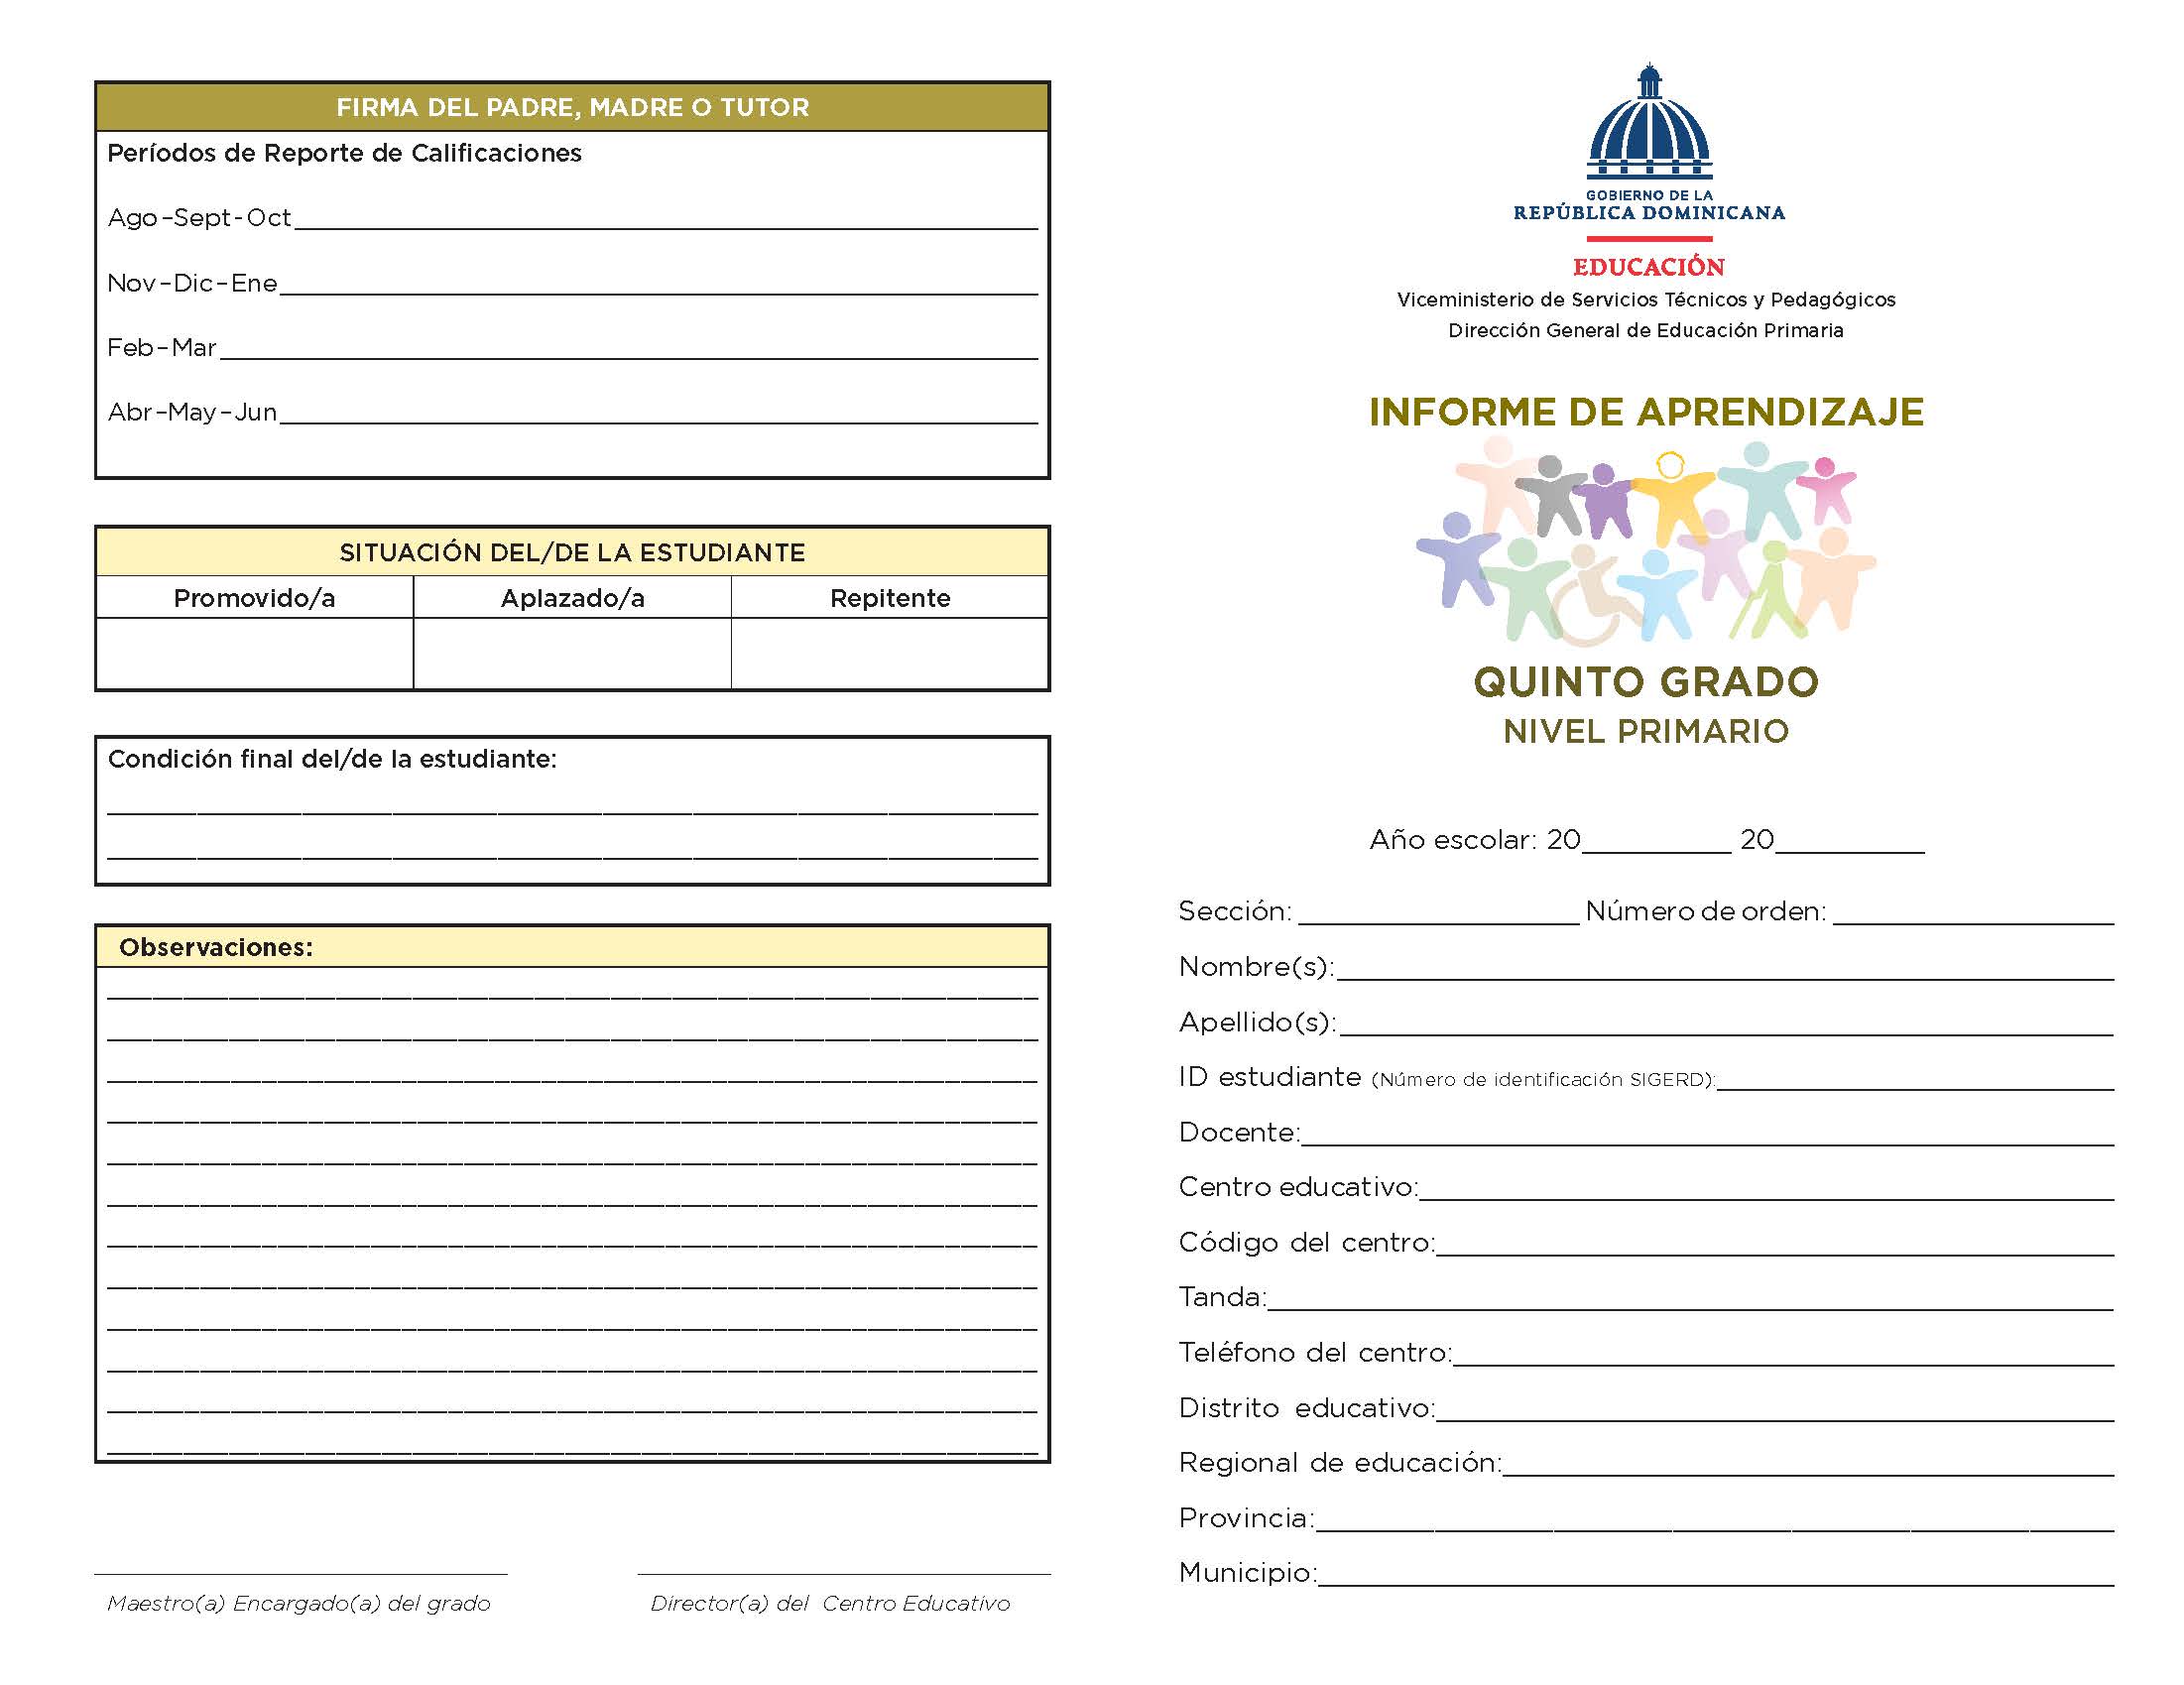 FIRMA DEL PADRE, MADRE O TUTOR
Períodos de Reporte de Calificaciones
Ago–Sept-Oct
Nov–Dic–Ene
Feb–Mar
Abr–May–Jun
SITUACIÓN DEL/DE LA ESTUDIANTE
Promovido/a Aplazado/a Repitente
Condición final del/de la estudiante:
Observaciones:
Maestro(a) Encargado(a) del grado
Director(a) del Centro Educativo
GOBIERNO DE LA
REPÚBLICA DOMINICANA
EDUCACIÓN
Viceministerio de Servicios Técnicos y Pedagógicos
Dirección General de Educación Primaria
INFORME DE APRENDIZAJE
QUINTO GRADO
NIVEL PRIMARIO
Año escolar: 20__________ 20__________
Sección: Número de orden:
Nombre(s):
Apellido(s):
ID estudiante (Número de identificación SIGERD):
Docente:
Centro educativo:
Código del centro:
Tanda:
Teléfono del centro:
Distrito educativo:
Regional de educación:
Provincia:
Municipio: